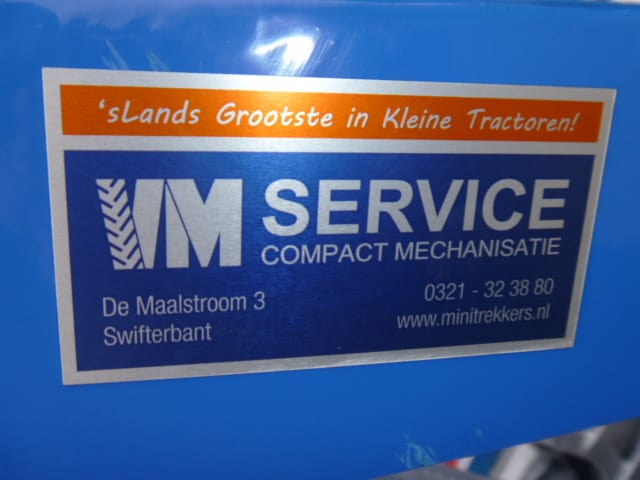 ‘sLands Grootste in Kleine Tractoren!
VM SERVICE
COMPACT MECHANISATIE
De Maalstroom 3
Swifterbant
0321 - 32 38 80
www.minitrekkers.nl